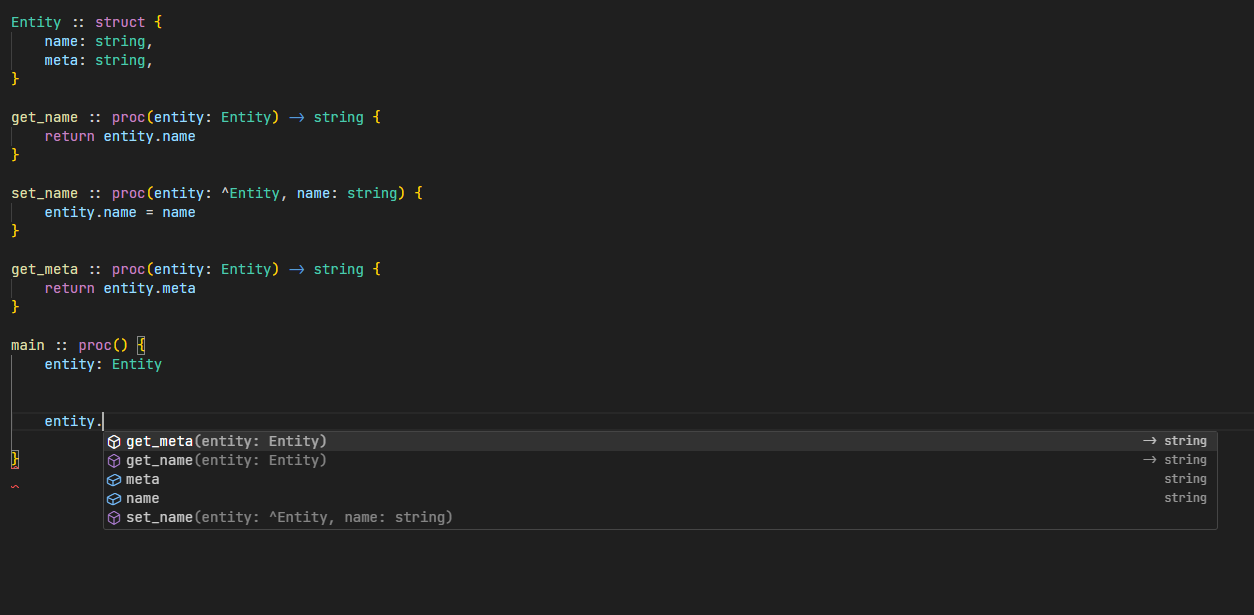 Entity :: struct {
    name: string,
    meta: string,
}
get_name :: proc(entity: Entity) -> string {
    return entity.name
}
set_name :: proc(entity: ^Entity, name: string) {
    entity.name = name
}
get_meta :: proc(entity: Entity) -> string {
    return entity.meta
}
main :: proc() {
    entity: Entity
    entity.
get_meta(entity: Entity) -> string
get_name(entity: Entity) -> string
meta string
name string
set_name(entity: ^Entity, name: string)
}